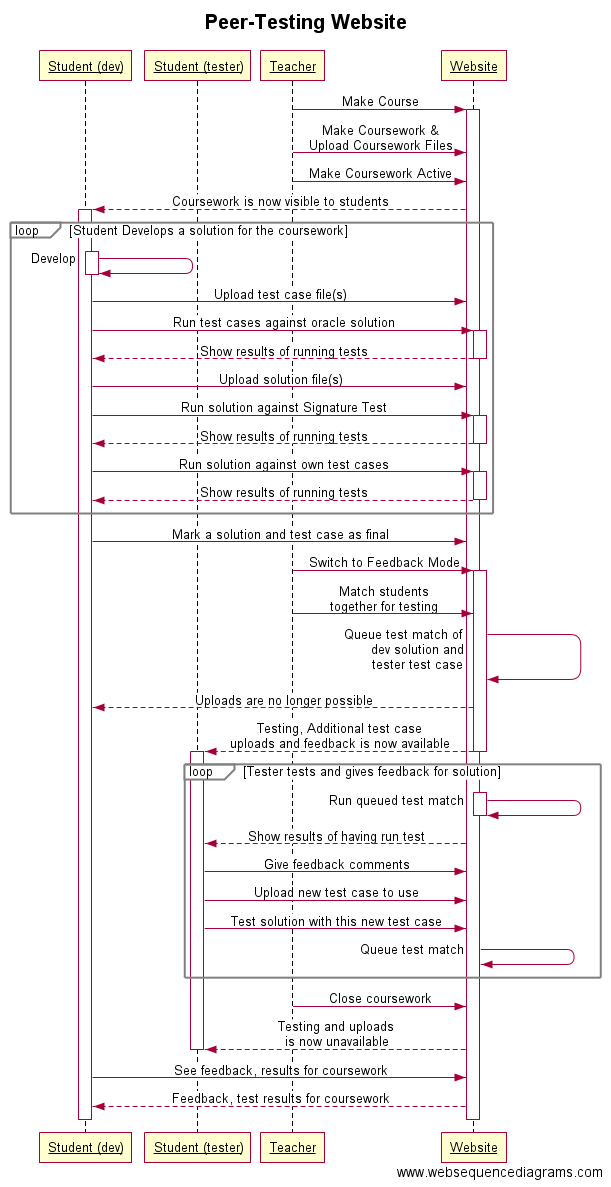 Peer-Testing Website
Student (dev)
Student (tester)
Teacher
Website
Make Course
Make Coursework &
Upload Coursework Files
Make Coursework Active
Coursework is now visible to students
loop
[Student Develops a solution for the coursework]
Develop
Upload test case file(s)
Run test cases against oracle solution
Show results of running tests
Upload solution file(s)
Run solution against Signature Test
Show results of running tests
Run solution against own test cases
Show results of running tests
Mark a solution and test case as final
Switch to Feedback Mode
Match students
together for testing
Queue test match of
dev solution and
tester test case
Uploads are no longer possible
Testing, Additional test case
uploads and feedback is now available
loop
[Tester tests and gives feedback for solution]
Run queued test match
Show results of having run test
Give feedback comments
Upload new test case to use
Test solution with this new test case
Queue test match
Close coursework
Testing and uploads
is now unavailable
See feedback, results for coursework
Feedback, test results for coursework
Student (dev)
Student (tester)
Teacher
Website
www.websequencediagrams.com